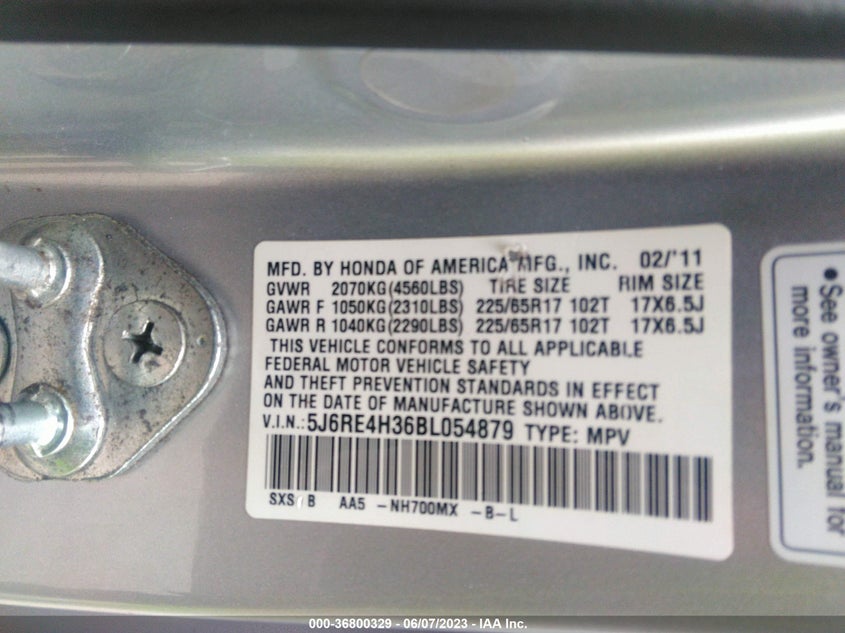 MFD. BY HONDA OF AMERICA MFG., INC. 02/'11
GVWR 2070KG(4560LBS) TIRE SIZE RIM SIZE
GAWR F 1050KG(2310LBS) 225/65R17 102T 17X6.5J
GAWR R 1040KG(2290LBS) 225/65R17 102T 17X6.5J
THIS VEHICLE CONFORMS TO ALL APPLICABLE
FEDERAL MOTOR VEHICLE SAFETY
AND THEFT PREVENTION STANDARDS IN EFFECT
ON THE DATE OF MANUFACTURE SHOWN ABOVE.
V.I.N.:5J6RE4H36BL054879 TYPE: MPV
SXS B AA5 -NH700MX -B-L
•See owner's manual for
more information.
000-36800329 - 06/07/2023 - IAA Inc.